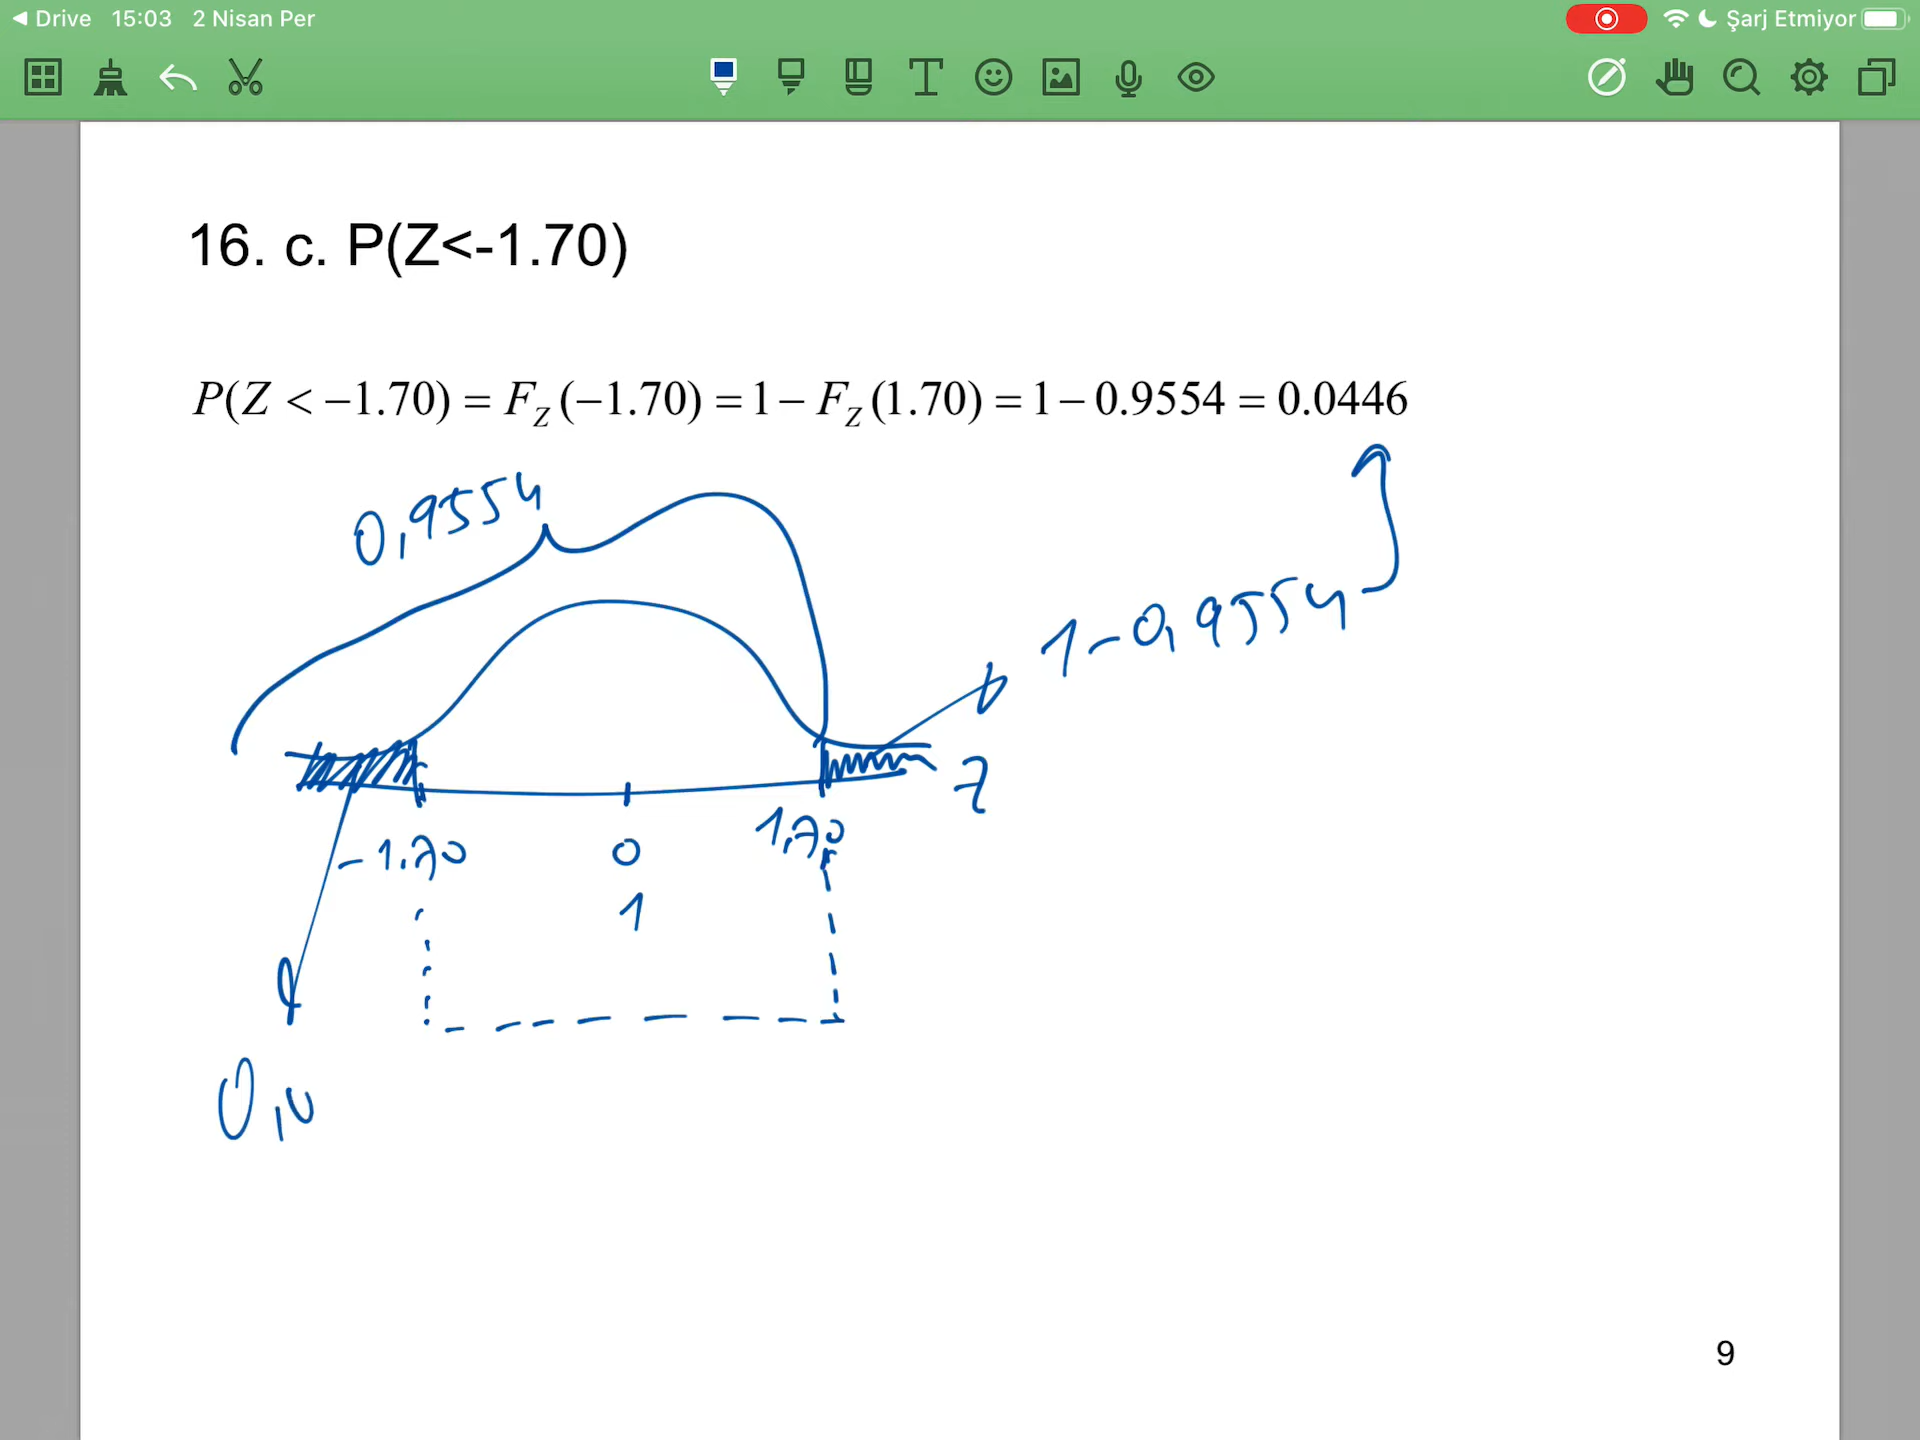 Drive 15:03 2 Nisan Per
Şarj Etmiyor
16. c. P(Z<-1.70)
P(Z < −1.70) = F_Z(−1.70) = 1 − F_Z(1.70) = 1 − 0.9554 = 0.0446
0,9554
1-0,9554
z
-1.70 0 1,70
1
0,0
9